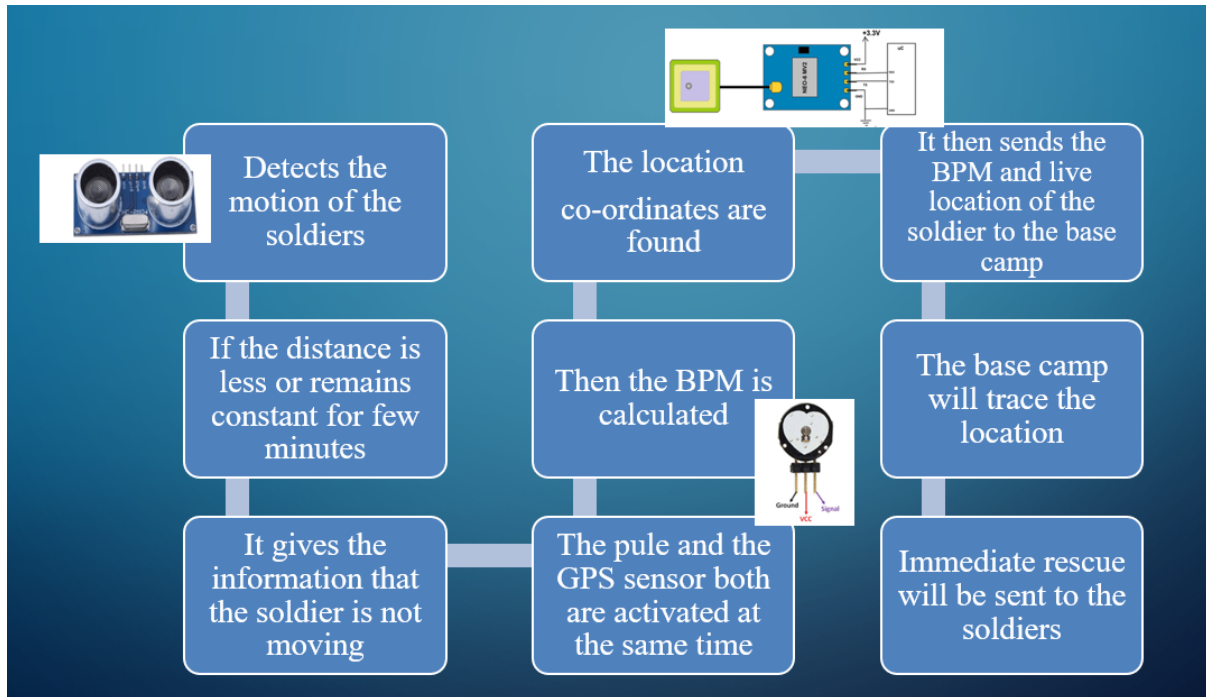 Detects the
motion of the
soldiers
If the distance is
less or remains
constant for few
minutes
It gives the
information that
the soldier is not
moving
The pule and the
GPS sensor both
are activated at
the same time
Then the BPM is
calculated
Ground
VCC
Signal
The location
co-ordinates are
found
NEO-6 MV2
+3.3V
uC
VCC
GND
It then sends the
BPM and live
location of the
soldier to the base
camp
The base camp
will trace the
location
Immediate rescue
will be sent to the
soldiers